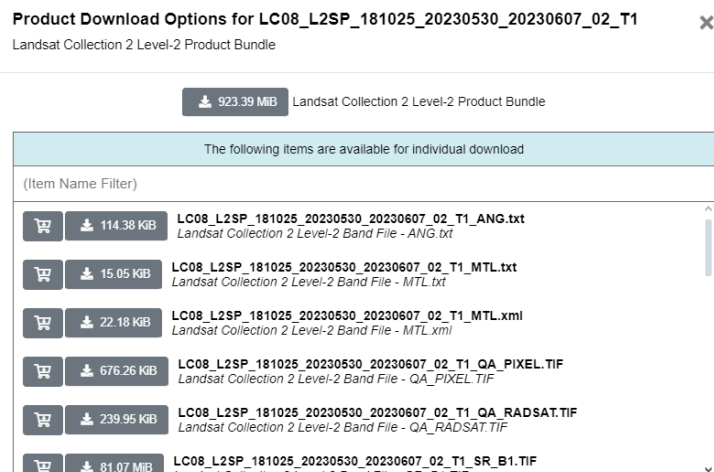 Product Download Options for LC08_L2SP_181025_20230530_20230607_02_T1
Landsat Collection 2 Level-2 Product Bundle
923.39 MiB Landsat Collection 2 Level-2 Product Bundle
The following items are available for individual download
(Item Name Filter)
114.38 KiB LC08_L2SP_181025_20230530_20230607_02_T1_ANG.txt
Landsat Collection 2 Level-2 Band File - ANG.txt
15.05 KiB LC08_L2SP_181025_20230530_20230607_02_T1_MTL.txt
Landsat Collection 2 Level-2 Band File - MTL.txt
22.18 KiB LC08_L2SP_181025_20230530_20230607_02_T1_MTL.xml
Landsat Collection 2 Level-2 Band File - MTL.xml
676.26 KiB LC08_L2SP_181025_20230530_20230607_02_T1_QA_PIXEL.TIF
Landsat Collection 2 Level-2 Band File - QA_PIXEL.TIF
239.95 KiB LC08_L2SP_181025_20230530_20230607_02_T1_QA_RADSAT.TIF
Landsat Collection 2 Level-2 Band File - QA_RADSAT.TIF
81.07 MiB LC08_L2SP_181025_20230530_20230607_02_T1_SR_B1.TIF